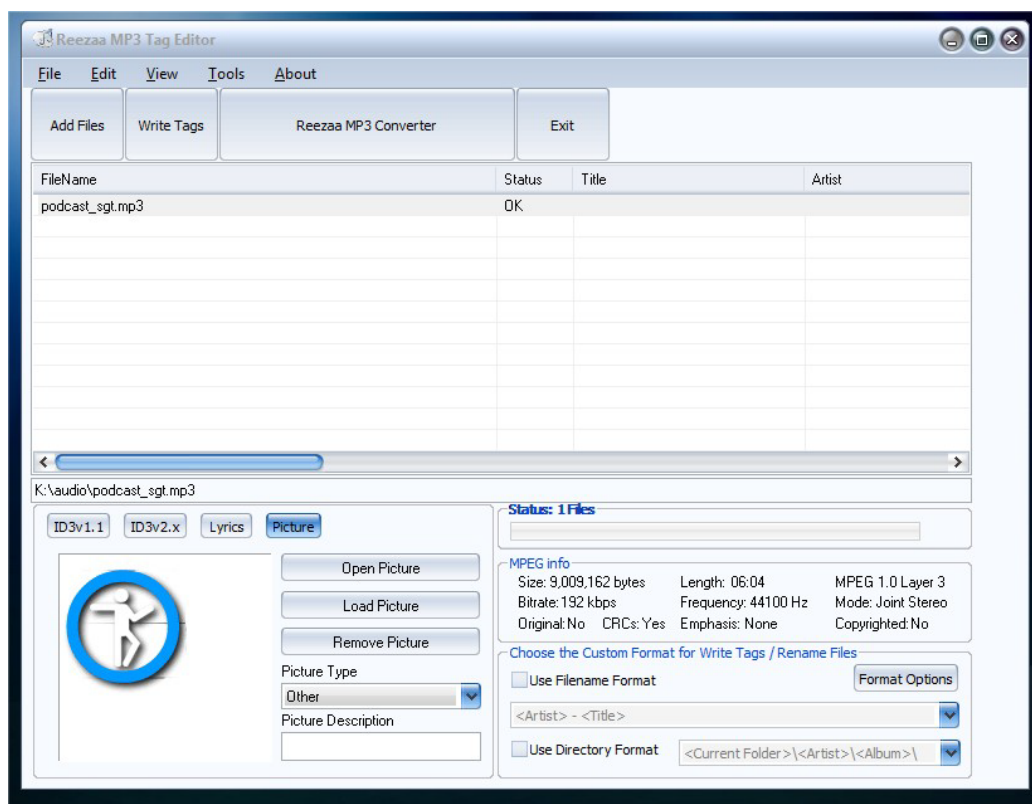 Reezaa MP3 Tag Editor
File Edit View Tools About
Add Files Write Tags Reezaa MP3 Converter Exit
FileName Status Title Artist
podcast_sgt.mp3 OK
K:\audio\podcast_sgt.mp3
ID3v1.1 ID3v2.x Lyrics Picture
Open Picture
Load Picture
Remove Picture
Picture Type
Other
Picture Description
Status: 1 Files
MPEG info
Size: 9,009,162 bytes Length: 06:04 MPEG 1.0 Layer 3
Bitrate: 192 kbps Frequency: 44100 Hz Mode: Joint Stereo
Original: No CRCs: Yes Emphasis: None Copyrighted: No
Choose the Custom Format for Write Tags / Rename Files
Use Filename Format Format Options
<Artist> - <Title>
Use Directory Format <Current Folder>\<Artist>\<Album>\